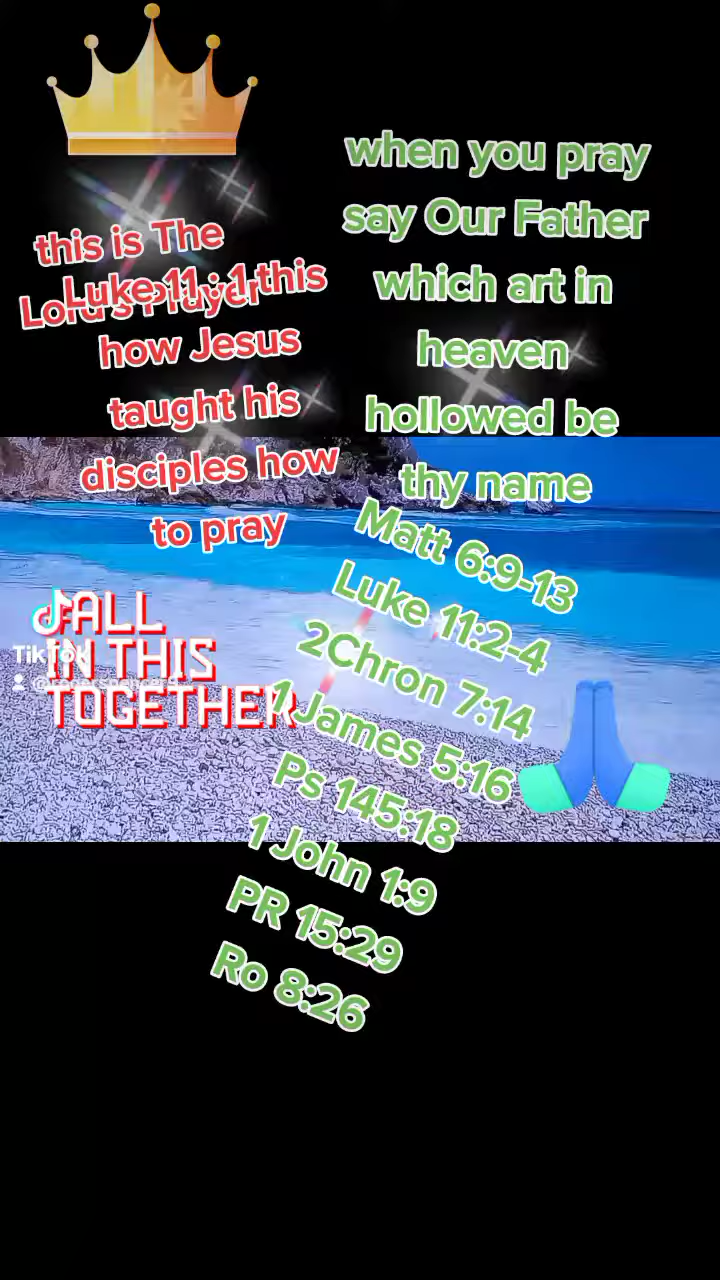 this is The
Lord's Prayer
Luke 11 : 1 this
how Jesus
taught his
disciples how
to pray
when you pray
say Our Father
which art in
heaven
hollowed be
thy name
Matt 6:9-13
Luke 11:2-4
2Chron 7:14
1 James 5:16
Ps 145:18
1 John 1:9
PR 15:29
Ro 8:26
ALL
IN THIS
TOGETHER
TikTok